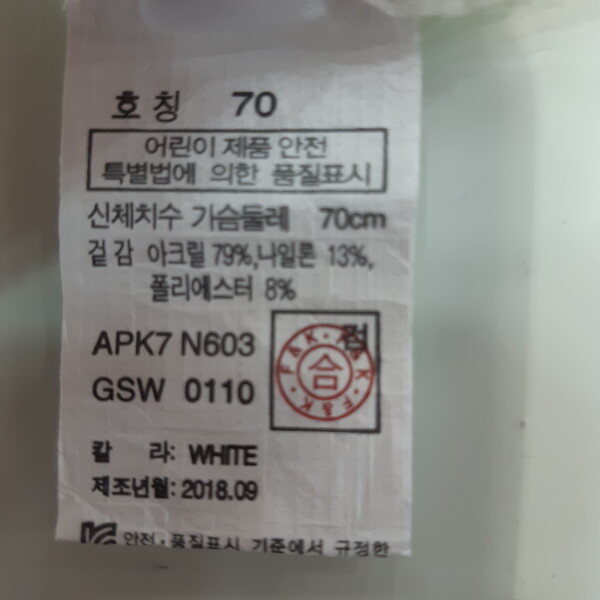 호칭 70
어린이 제품 안전
특별법에 의한 품질표시
신체치수 가슴둘레 70cm
겉감 아크릴 79%,나일론 13%,
폴리에스터 8%
APK7 N603
GSW 0110
검
F&K · F&K · F&K
합
칼 라: WHITE
제조년월: 2018.09
안전·품질표시 기준에서 규정한